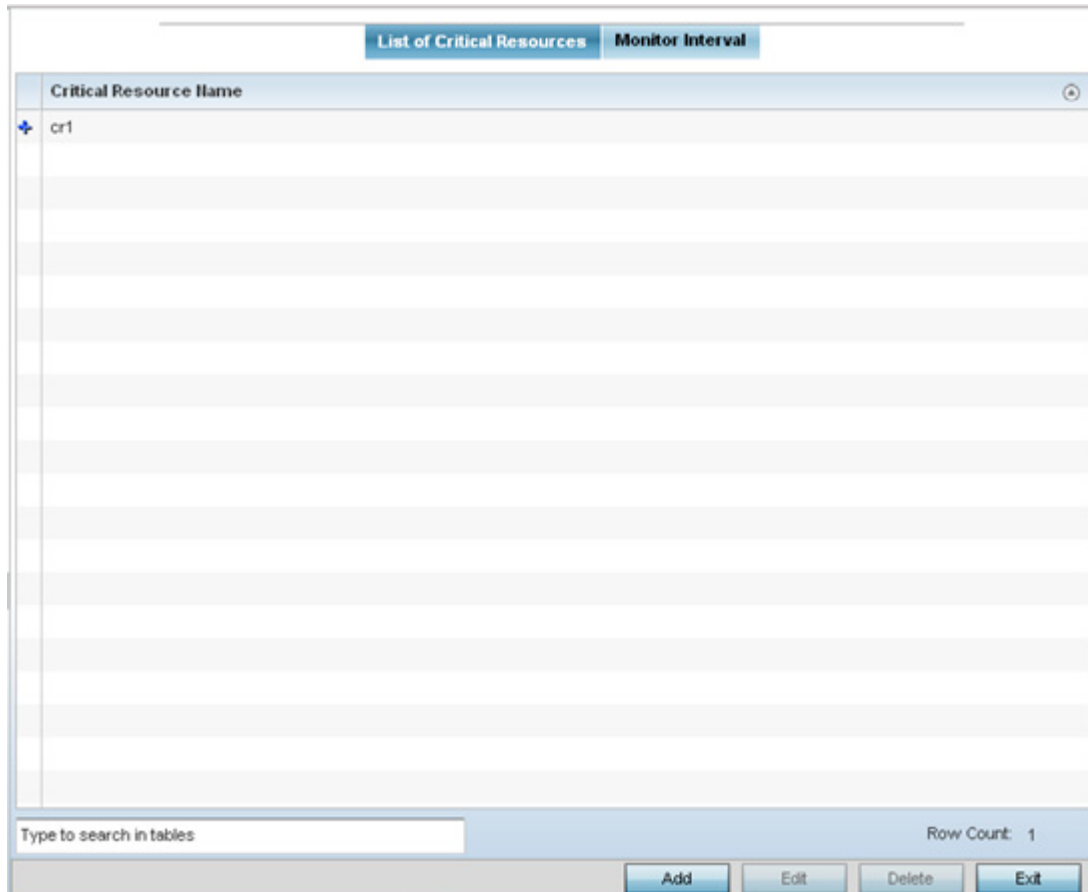 List of Critical Resources Monitor Interval
Critical Resource Name
cr1
Type to search in tables Row Count: 1
Add Edit Delete Exit